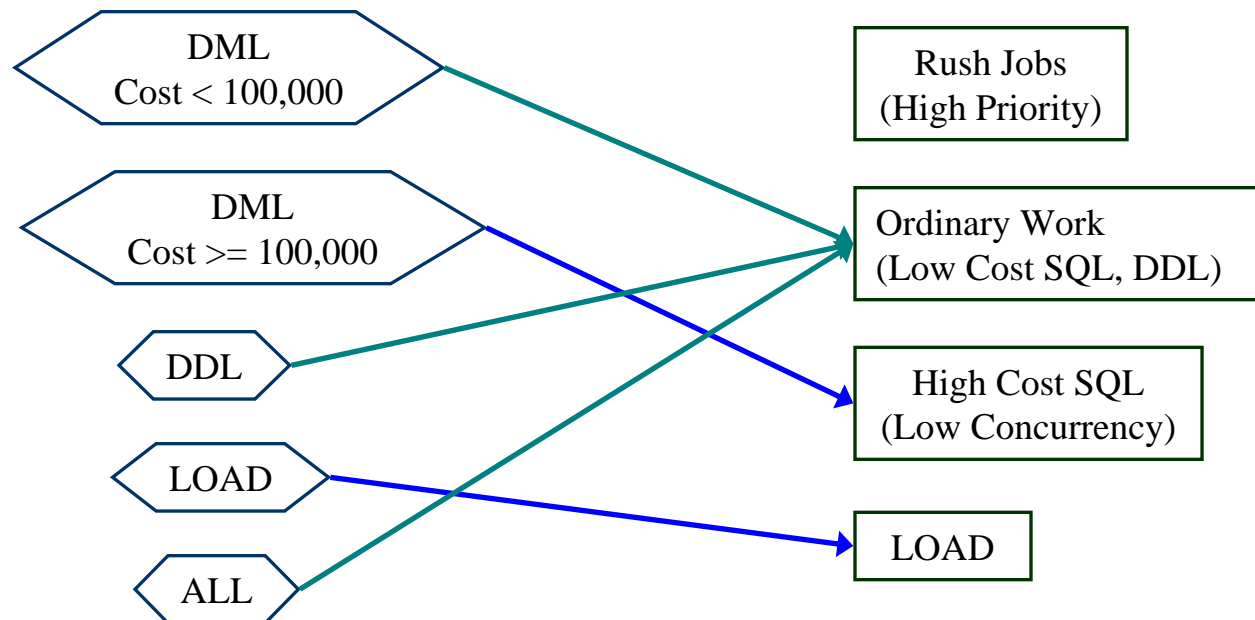 DML
Cost < 100,000
DML
Cost >= 100,000
DDL
LOAD
ALL
Rush Jobs
(High Priority)
Ordinary Work
(Low Cost SQL, DDL)
High Cost SQL
(Low Concurrency)
LOAD